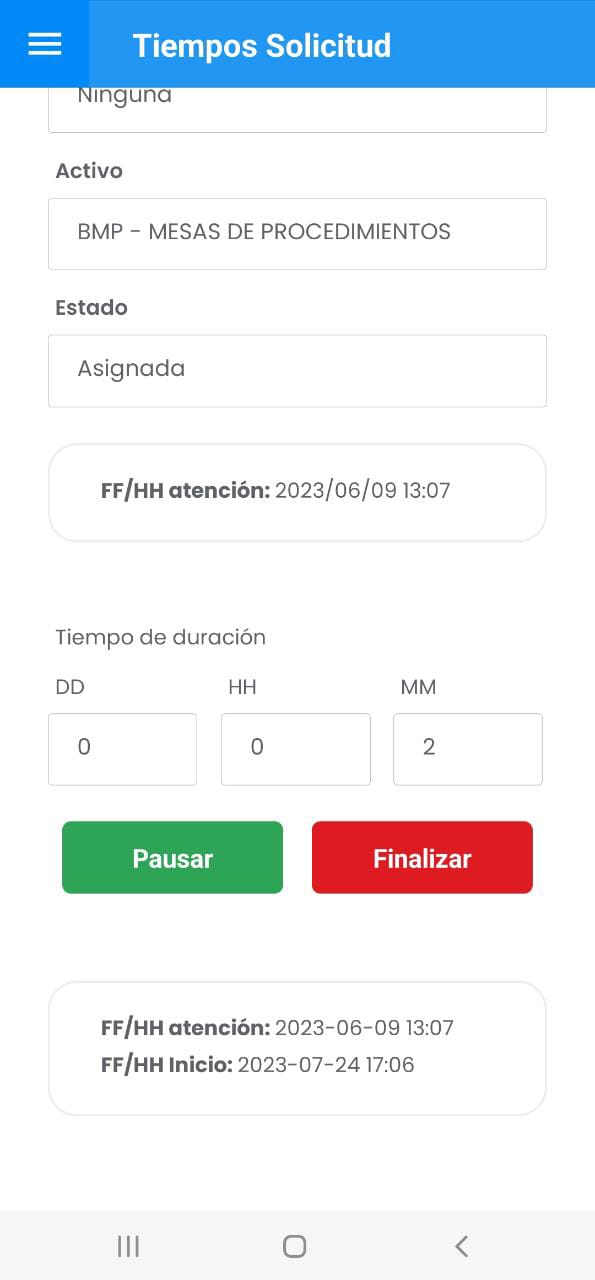 Tiempos Solicitud
Ninguna
Activo
BMP - MESAS DE PROCEDIMIENTOS
Estado
Asignada
FF/HH atención: 2023/06/09 13:07
Tiempo de duración
DD HH MM
0 0 2
Pausar Finalizar
FF/HH atención: 2023-06-09 13:07
FF/HH Inicio: 2023-07-24 17:06